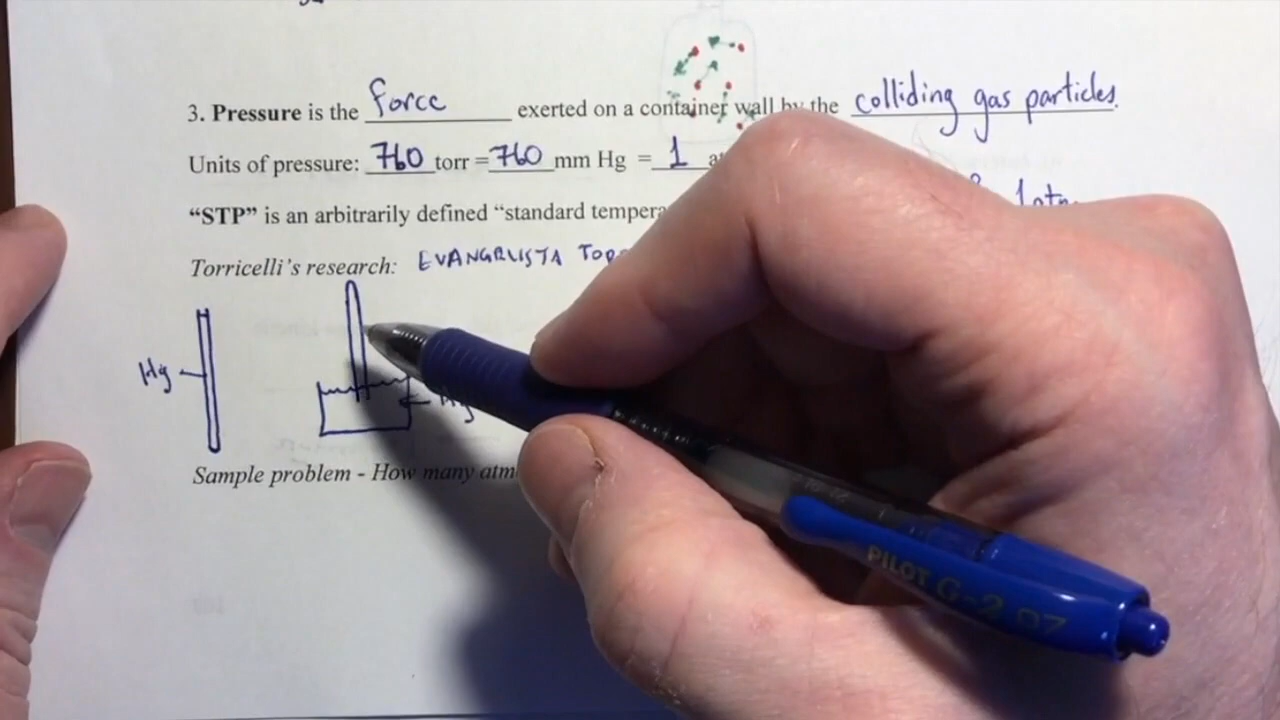 3. Pressure is the force exerted on a container wall by the colliding gas particles.
Units of pressure: 760 torr = 760 mm Hg = 1
1 atm
“STP” is an arbitrarily defined “standard
Torricelli’s research: EVANGELISTA
Hg
Hg
Sample problem - How many
PILOT G-2 07